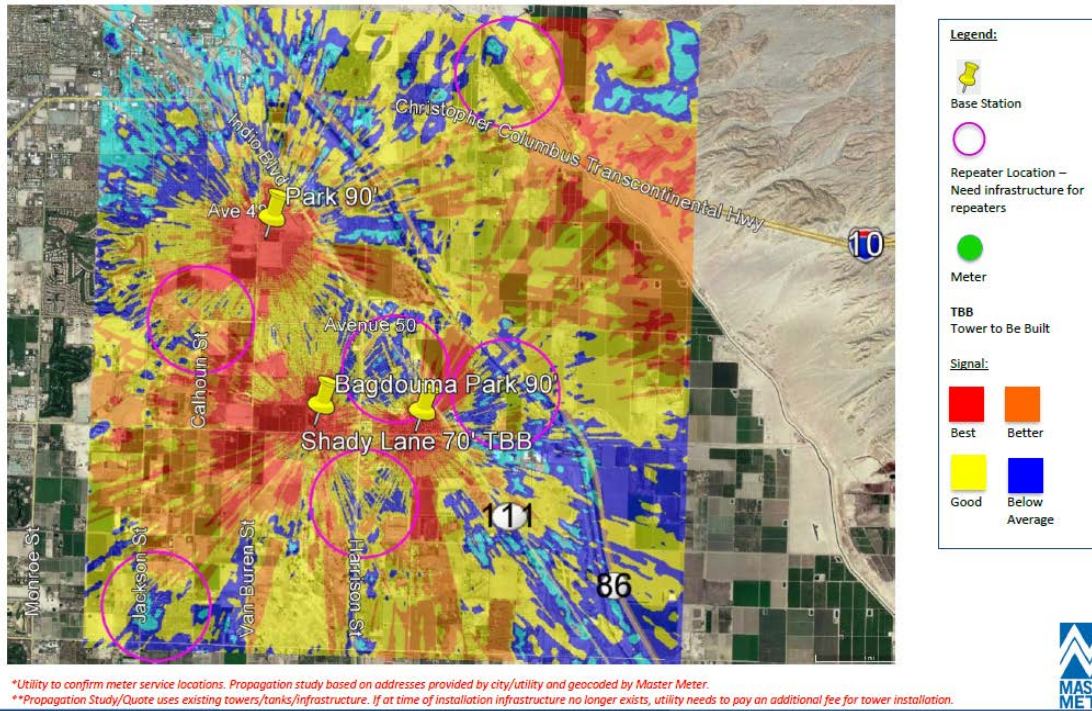 Indio Blvd
Christopher Columbus Transcontinental Hwy
Park 90'
10
Avenue 50
Calhoun St
Bagdouma Park 90'
Shady Lane 70' TBB
111
86
Monroe St
Jackson St
Van Buren St
Harrison St
Legend:
Base Station
Repeater Location –
Need infrastructure for
repeaters
Meter
TBB
Tower to Be Built
Signal:
Best Better
Good Below
Average
*Utility to confirm meter service locations. Propagation study based on addresses provided by city/utility and geocoded by Master Meter.
**Propagation Study/Quote uses existing towers/tanks/infrastructure. If at time of installation infrastructure no longer exists, utility needs to pay an additional fee for tower installation.